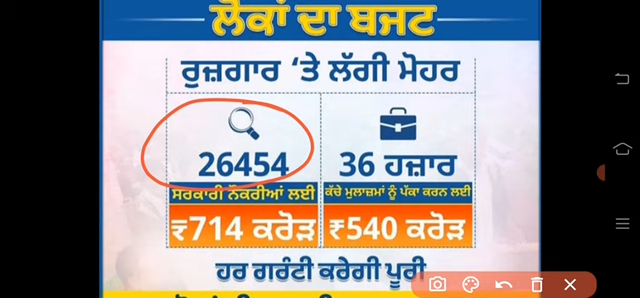 ਲੋਕਾਂ ਦਾ ਬਜਟ
ਰੁਜ਼ਗਾਰ ‘ਤੇ ਲੱਗੀ ਮੋਹਰ
26454
ਸਰਕਾਰੀ ਨੌਕਰੀਆਂ ਲਈ
₹714 ਕਰੋੜ
36 ਹਜ਼ਾਰ
ਕੱਚੇ ਮੁਲਾਜ਼ਮਾਂ ਨੂੰ ਪੱਕਾ ਕਰਨ ਲਈ
₹540 ਕਰੋੜ
ਹਰ ਗਰੰਟੀ ਕਰੇਗੀ ਪੂਰੀ